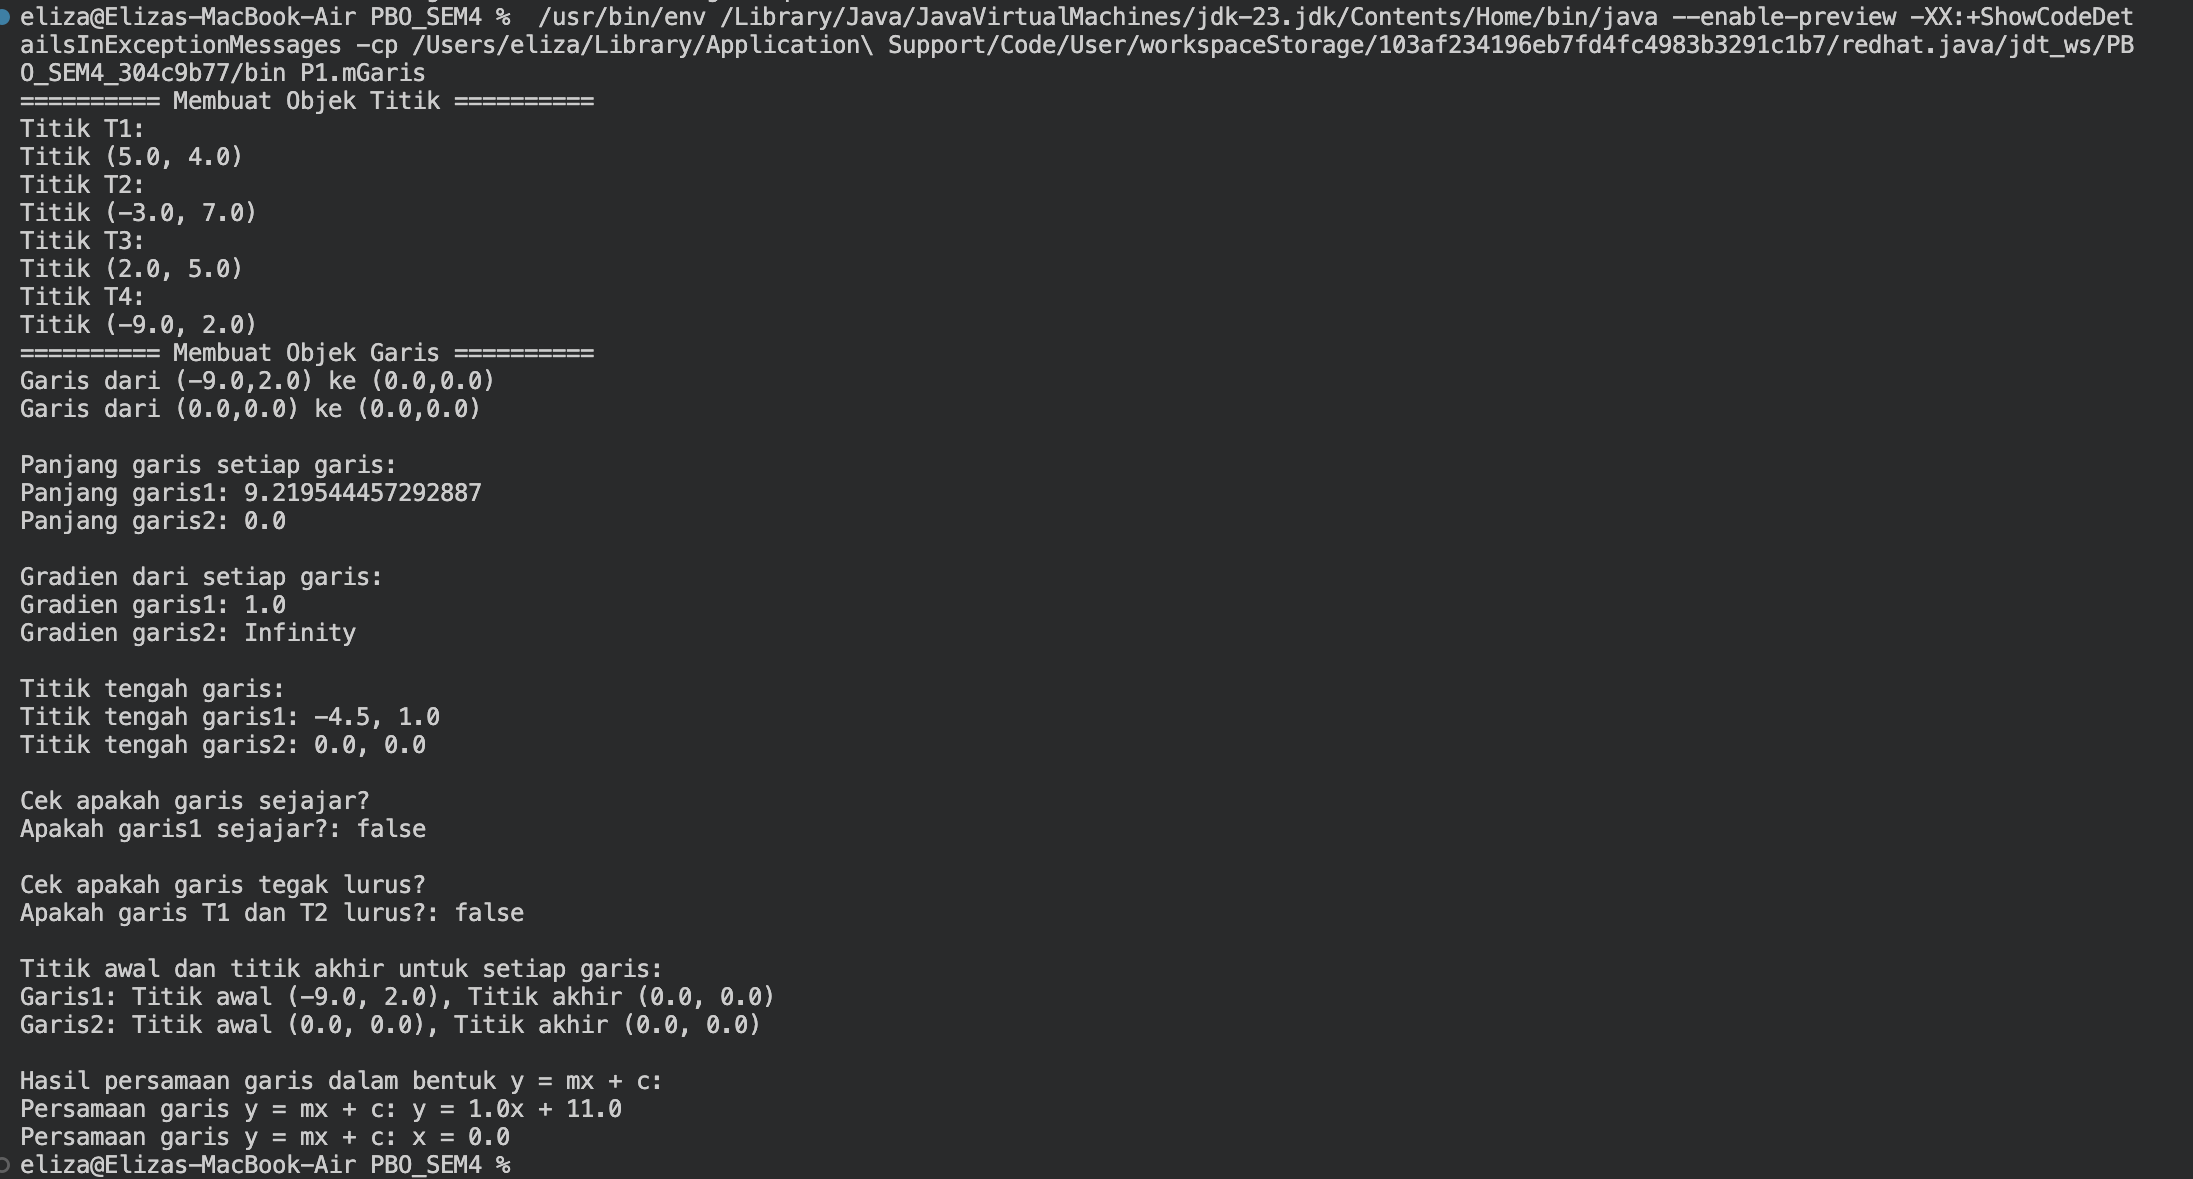 eliza@Elizas-MacBook-Air PBO_SEM4 %  /usr/bin/env /Library/Java/JavaVirtualMachines/jdk-23.jdk/Contents/Home/bin/java --enable-preview -XX:+ShowCodeDet
ailsInExceptionMessages -cp /Users/eliza/Library/Application\ Support/Code/User/workspaceStorage/103af234196eb7fd4fc4983b3291c1b7/redhat.java/jdt_ws/PB
O_SEM4_304c9b77/bin P1.mGaris
========== Membuat Objek Titik ==========
Titik T1:
Titik (5.0, 4.0)
Titik T2:
Titik (-3.0, 7.0)
Titik T3:
Titik (2.0, 5.0)
Titik T4:
Titik (-9.0, 2.0)
========== Membuat Objek Garis ==========
Garis dari (-9.0,2.0) ke (0.0,0.0)
Garis dari (0.0,0.0) ke (0.0,0.0)
Panjang garis setiap garis:
Panjang garis1: 9.219544457292887
Panjang garis2: 0.0
Gradien dari setiap garis:
Gradien garis1: 1.0
Gradien garis2: Infinity
Titik tengah garis:
Titik tengah garis1: -4.5, 1.0
Titik tengah garis2: 0.0, 0.0
Cek apakah garis sejajar?
Apakah garis1 sejajar?: false
Cek apakah garis tegak lurus?
Apakah garis T1 dan T2 lurus?: false
Titik awal dan titik akhir untuk setiap garis:
Garis1: Titik awal (-9.0, 2.0), Titik akhir (0.0, 0.0)
Garis2: Titik awal (0.0, 0.0), Titik akhir (0.0, 0.0)
Hasil persamaan garis dalam bentuk y = mx + c:
Persamaan garis y = mx + c: y = 1.0x + 11.0
Persamaan garis y = mx + c: x = 0.0
eliza@Elizas-MacBook-Air PBO_SEM4 %